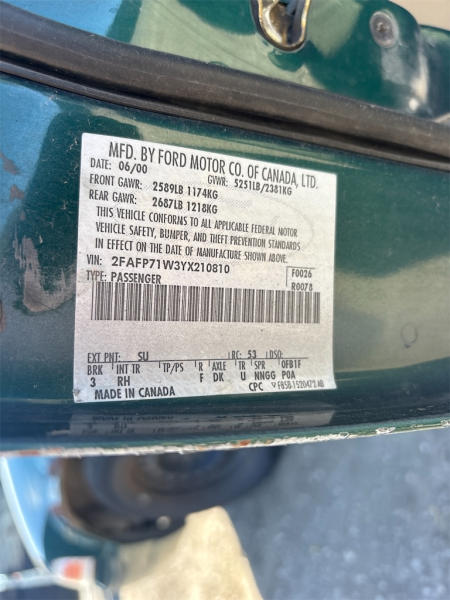 MFD. BY FORD MOTOR CO. OF CANADA, LTD.
DATE: 06/00 GVWR: 5251LB/2381KG
FRONT GAWR: 2589LB 1174KG
REAR GAWR: 2687LB 1218KG
THIS VEHICLE CONFORMS TO ALL APPLICABLE FEDERAL MOTOR
VEHICLE SAFETY, BUMPER, AND THEFT PREVENTION STANDARDS
IN EFFECT ON THE DATE OF MANUFACTURE SHOWN ABOVE.
VIN: 2FAFP71W3YX210810 F0026
TYPE: PASSENGER R0078
EXT PNT: SU RC: 53 DSO:
BRK INT TR TP/PS R AXLE TR SPR 0FB1F
3 RH F DK U NNGG POA
MADE IN CANADA CPC